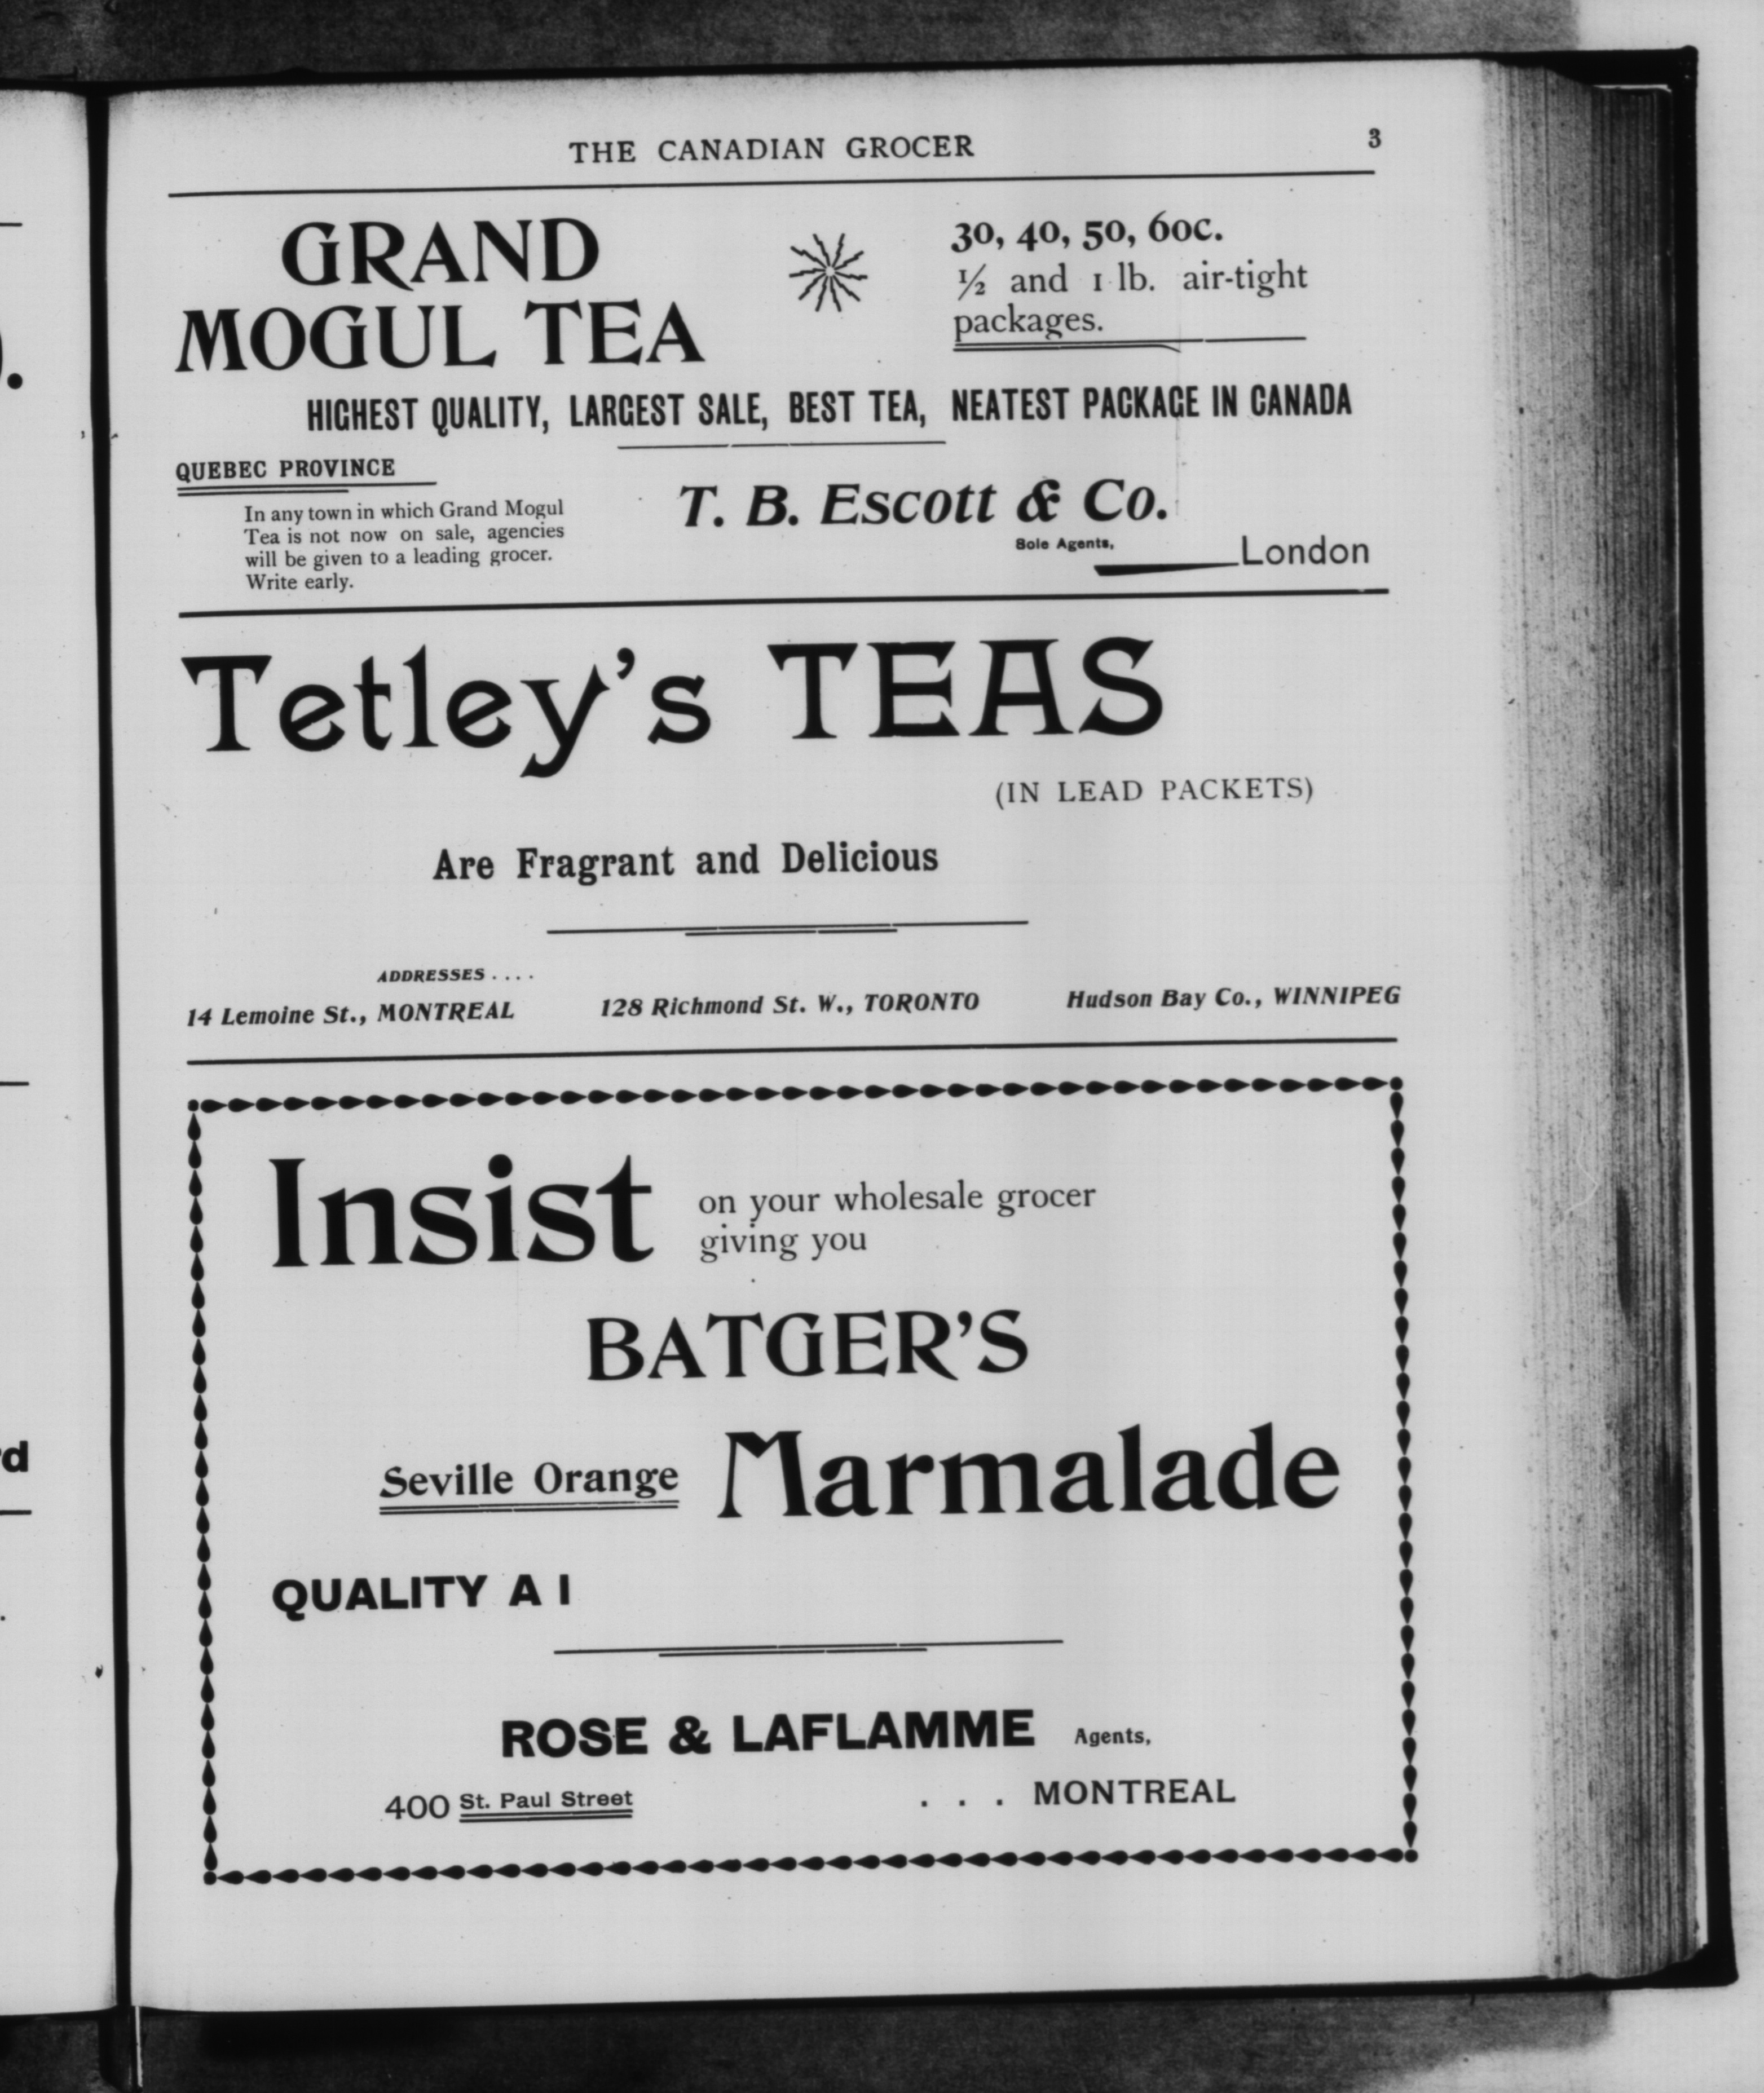 THE CANADIAN GROCER 3
GRAND
MOGUL TEA
30, 40, 50, 60c.
½ and 1 lb. air-tight
packages.
HIGHEST QUALITY, LARGEST SALE, BEST TEA, NEATEST PACKAGE IN CANADA
QUEBEC PROVINCE
In any town in which Grand Mogul
Tea is not now on sale, agencies
will be given to a leading grocer.
Write early.
T. B. Escott & Co.
Sole Agents,
London
Tetley's TEAS
(IN LEAD PACKETS)
Are Fragrant and Delicious
ADDRESSES . . . .
14 Lemoine St., MONTREAL 128 Richmond St. W., TORONTO Hudson Bay Co., WINNIPEG
Insist on your wholesale grocer
giving you
BATGER'S
Seville Orange Marmalade
QUALITY A I
ROSE & LAFLAMME Agents,
400 St. Paul Street . . . MONTREAL